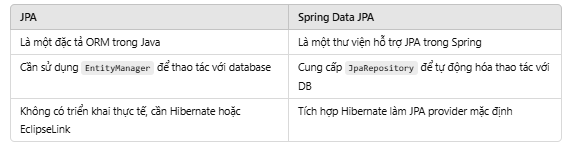 JPA
Spring Data JPA
Là một đặc tả ORM trong Java
Là một thư viện hỗ trợ JPA trong Spring
Cần sử dụng EntityManager để thao tác với database
Cung cấp JpaRepository để tự động hóa thao tác với
DB
Không có triển khai thực tế, cần Hibernate hoặc
EclipseLink
Tích hợp Hibernate làm JPA provider mặc định